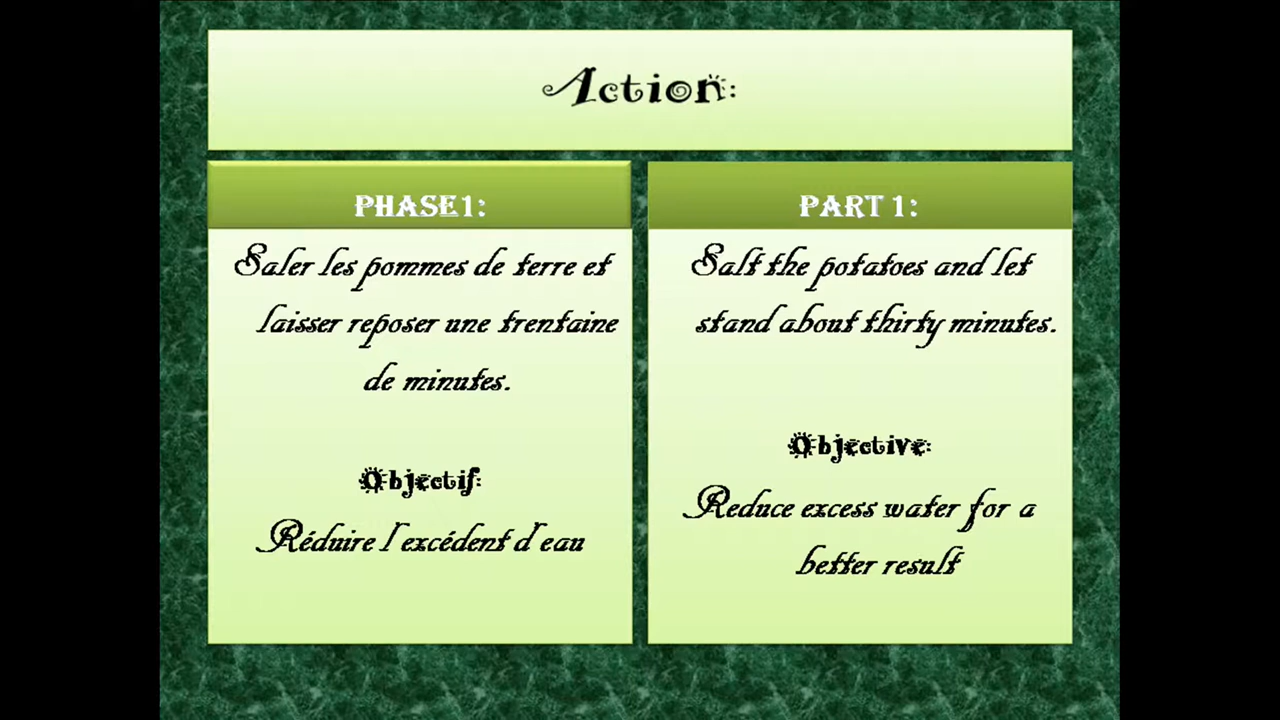 Action:
PHASE1:
Saler les pommes de terre et
laisser reposer une trentaine
de minutes.
Objectif:
Réduire l'excédent d'eau
PART 1:
Salt the potatoes and let
stand about thirty minutes.
Objective:
Reduce excess water for a
better result